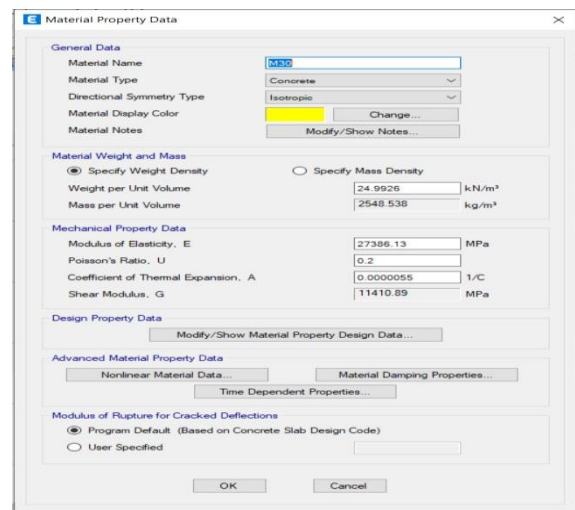 E Material Property Data
General Data
Material Name M30
Material Type Concrete
Directional Symmetry Type Isotropic
Material Display Color Change...
Material Notes Modify/Show Notes...
Material Weight and Mass
Specify Weight Density Specify Mass Density
Weight per Unit Volume 24.9926 kN/m³
Mass per Unit Volume 2548.538 kg/m³
Mechanical Property Data
Modulus of Elasticity, E 27386.13 MPa
Poisson's Ratio, U 0.2
Coefficient of Thermal Expansion, A 0.0000055 1/C
Shear Modulus, G 11410.89 MPa
Design Property Data
Modify/Show Material Property Design Data...
Advanced Material Property Data
Nonlinear Material Data... Material Damping Properties...
Time Dependent Properties...
Modulus of Rupture for Cracked Deflections
Program Default (Based on Concrete Slab Design Code)
User Specified
OK Cancel